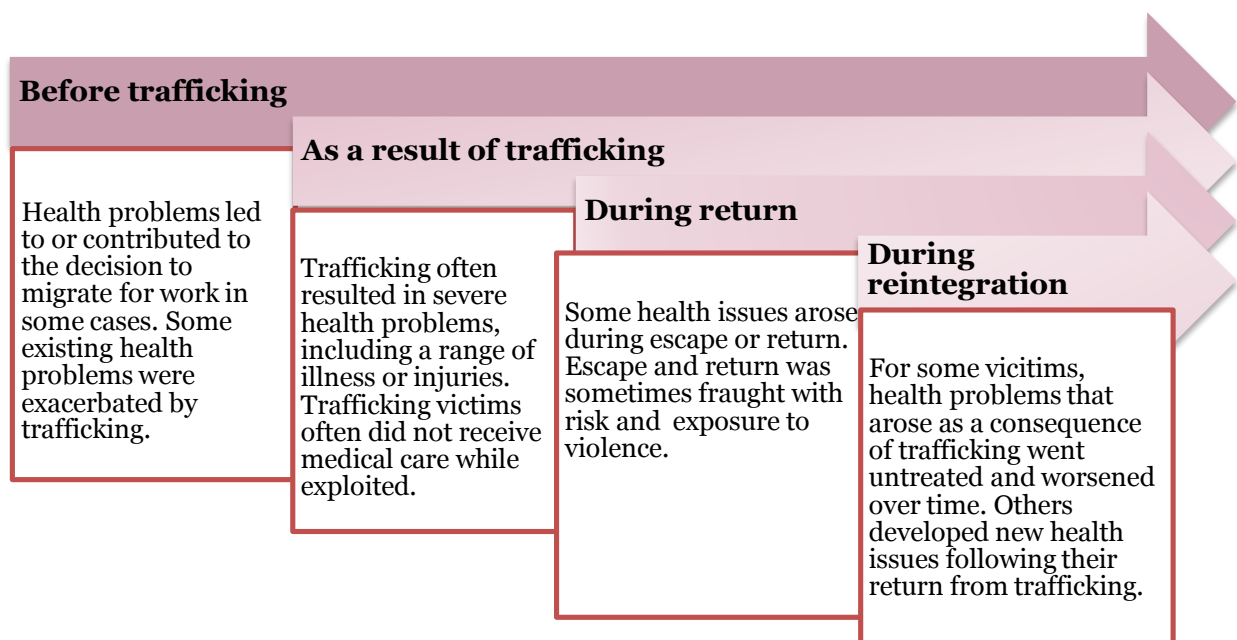 Before trafficking
Health problems led
to or contributed to
the decision to
migrate for work in
some cases. Some
existing health
problems were
exacerbated by
trafficking.
As a result of trafficking
Trafficking often
resulted in severe
health problems,
including a range of
illness or injuries.
Trafficking victims
often did not receive
medical care while
exploited.
During return
Some health issues arose
during escape or return.
Escape and return was
sometimes fraught with
risk and exposure to
violence.
During
reintegration
For some vicitims,
health problems that
arose as a consequence
of trafficking went
untreated and worsened
over time. Others
developed new health
issues following their
return from trafficking.